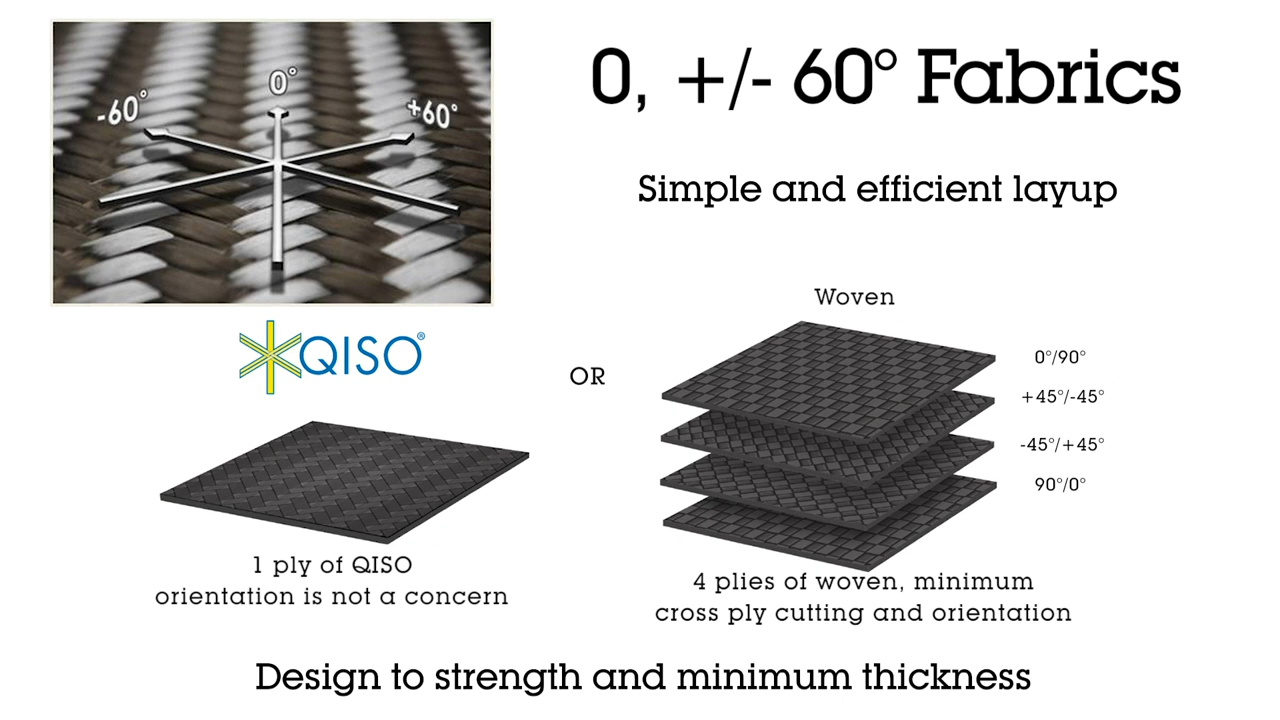 0, +/- 60° Fabrics
Simple and efficient layup
-60°
0°
+60°
QISO®
OR
Woven
0°/90°
+45°/-45°
-45°/+45°
90°/0°
1 ply of QISO
orientation is not a concern
4 plies of woven, minimum
cross ply cutting and orientation
Design to strength and minimum thickness